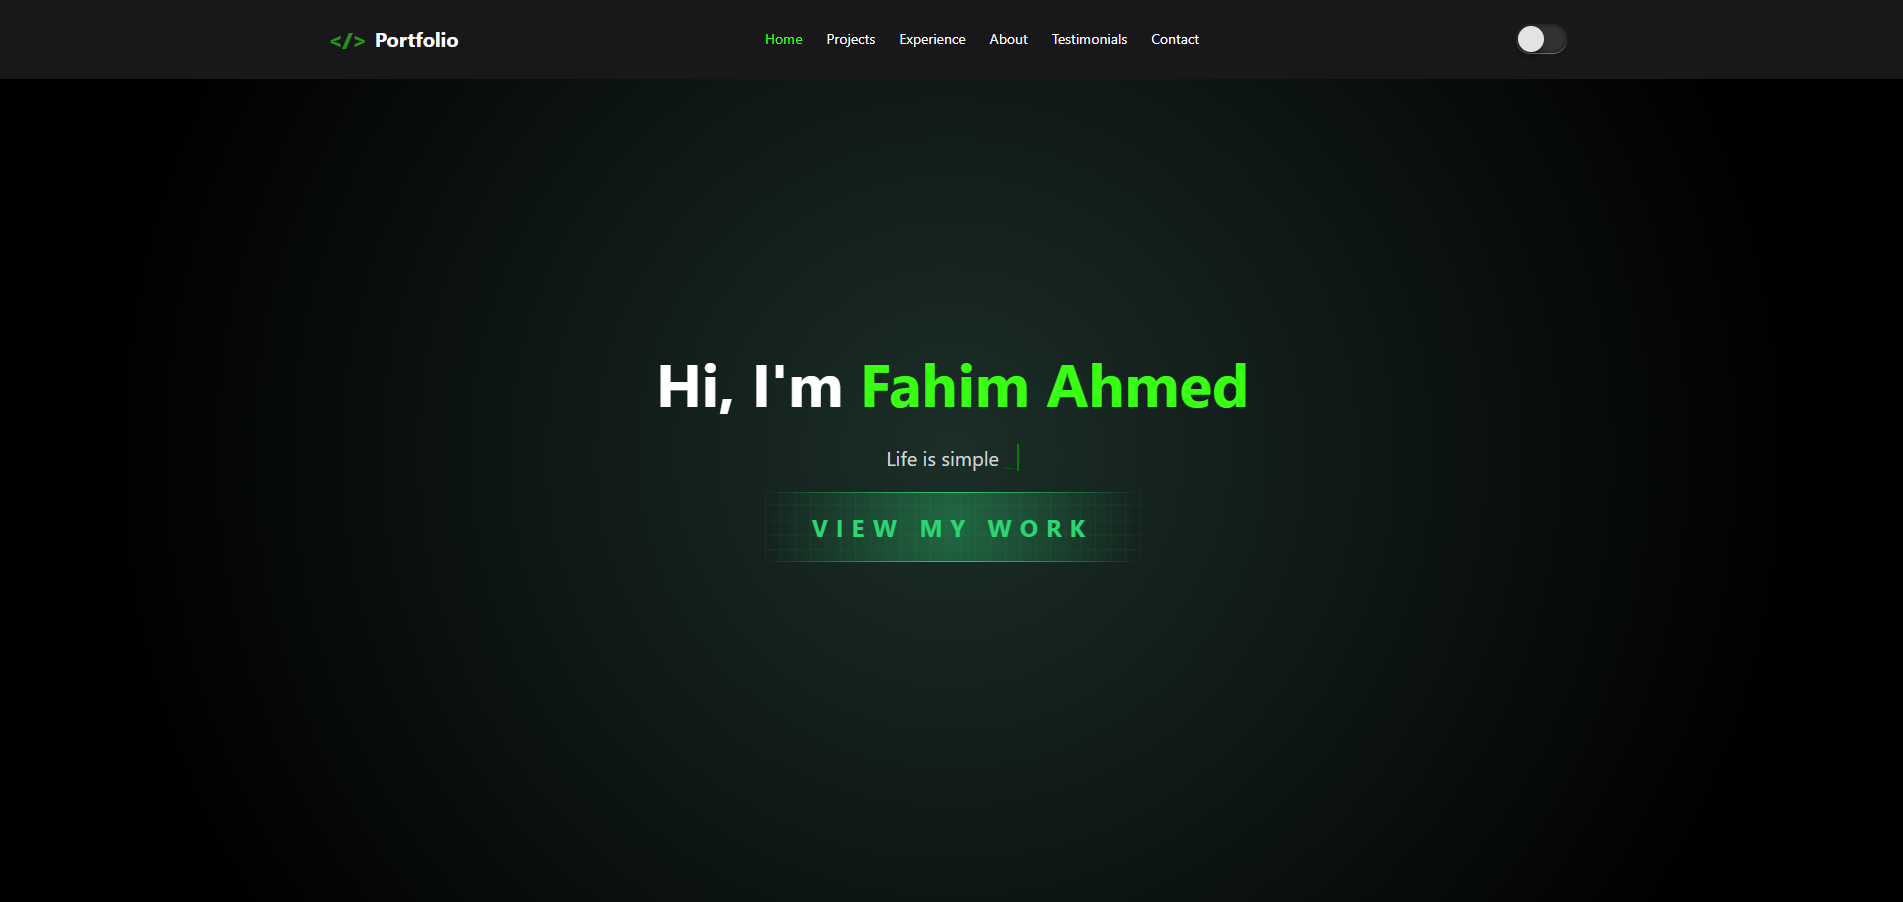 </> Portfolio
Home Projects Experience About Testimonials Contact
Hi, I'm Fahim Ahmed
Life is simple _
VIEW MY WORK